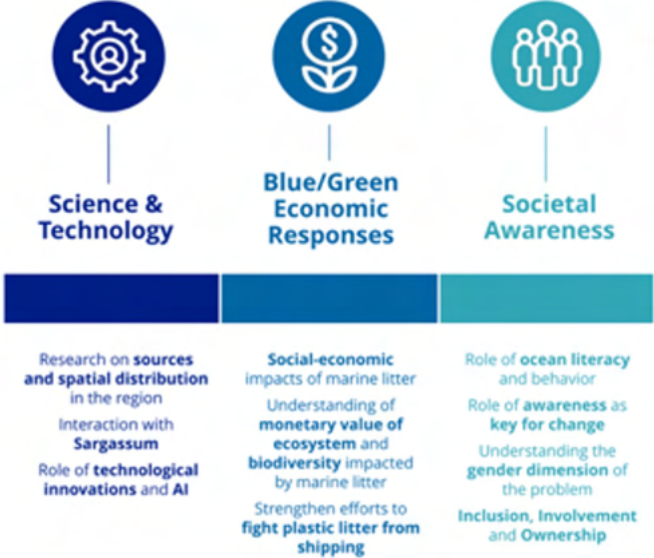 Science &
Technology
Research on sources
and spatial distribution
in the region
Interaction with
Sargassum
Role of technological
innovations and AI
$
Blue/Green
Economic
Responses
Social-economic
impacts of marine litter
Understanding of
monetary value of
ecosystem and
biodiversity impacted
by marine litter
Strengthen efforts to
fight plastic litter from
shipping
Societal
Awareness
Role of ocean literacy
and behavior
Role of awareness as
key for change
Understanding the
gender dimension of
the problem
Inclusion, Involvement
and Ownership